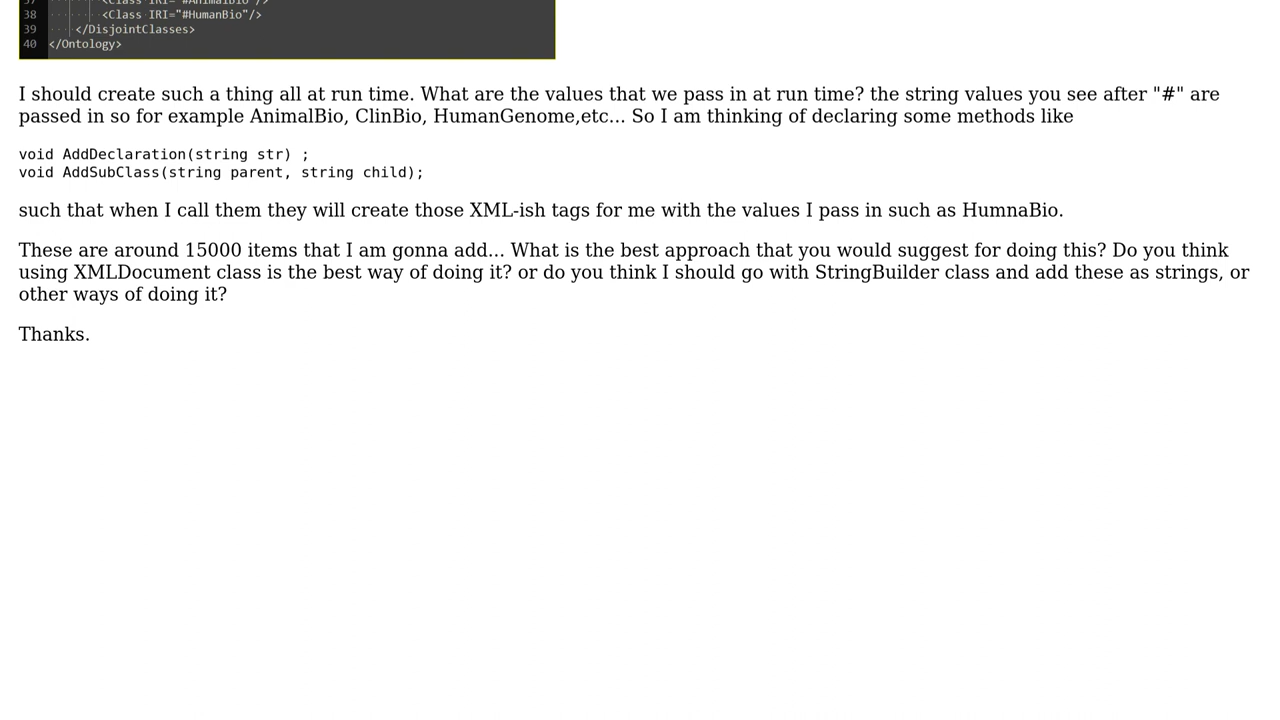 38 <Class IRI="#HumanBio"/>
39 </DisjointClasses>
40 </Ontology>
I should create such a thing all at run time. What are the values that we pass in at run time? the string values you see after "#" are
passed in so for example AnimalBio, ClinBio, HumanGenome,etc... So I am thinking of declaring some methods like
void AddDeclaration(string str) ;
void AddSubClass(string parent, string child);
such that when I call them they will create those XML-ish tags for me with the values I pass in such as HumnaBio.
These are around 15000 items that I am gonna add... What is the best approach that you would suggest for doing this? Do you think
using XMLDocument class is the best way of doing it? or do you think I should go with StringBuilder class and add these as strings, or
other ways of doing it?
Thanks.